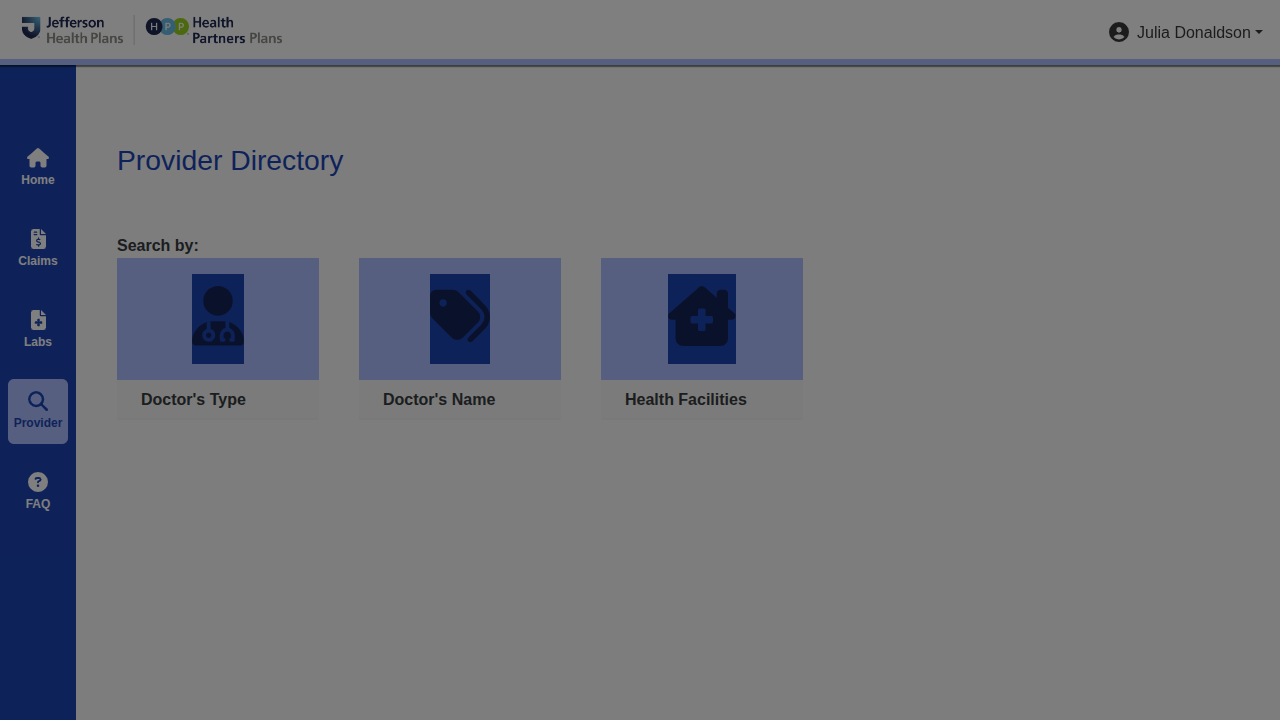 Jefferson
Health Plans
H P P
Health
Partners Plans
Julia Donaldson
Home
Claims
Labs
Provider
FAQ
Provider Directory
Search by:
Doctor's Type
Doctor's Name
Health Facilities